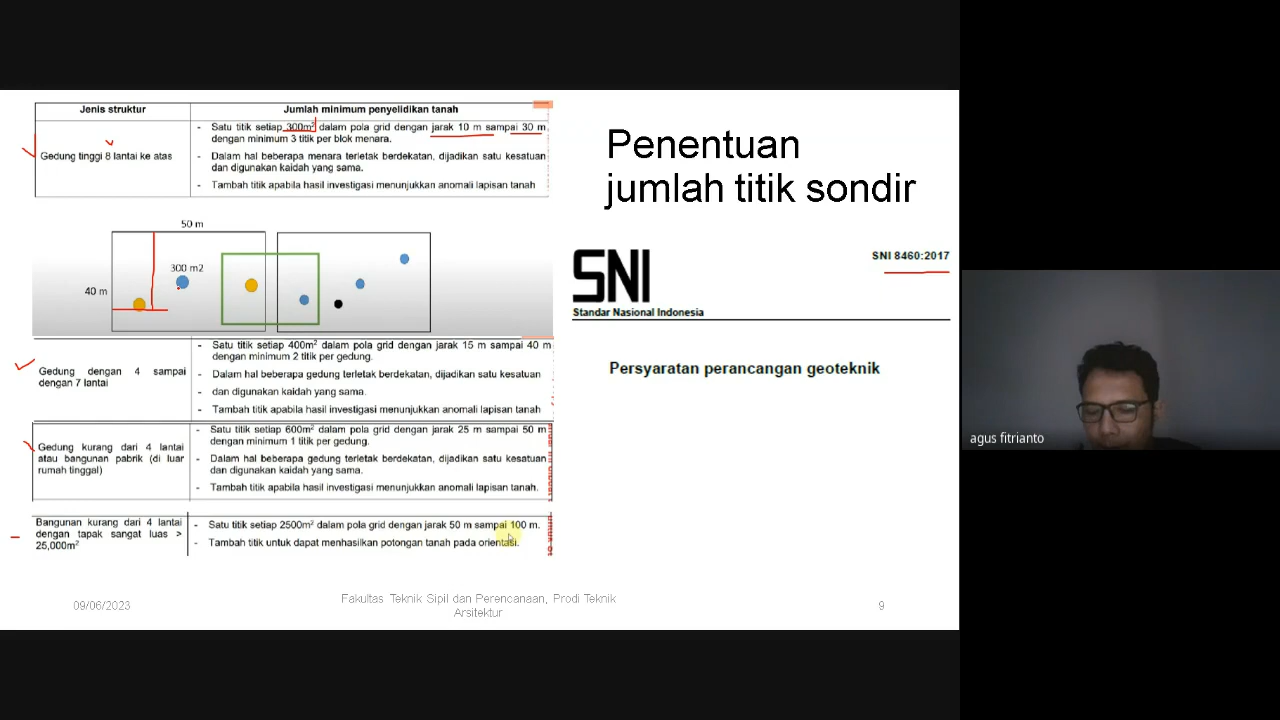 Jenis struktur
Jumlah minimum penyelidikan tanah
Gedung tinggi 8 lantai ke atas
- Satu titik setiap 300m² dalam pola grid dengan jarak 10 m sampai 30 m
dengan minimum 3 titik per blok menara.
- Dalam hal beberapa menara terletak berdekatan, dijadikan satu kesatuan
dan digunakan kaidah yang sama.
- Tambah titik apabila hasil investigasi menunjukkan anomali lapisan tanah
50 m
300 m2
40 m
Gedung dengan 4 sampai
dengan 7 lantai
- Satu titik setiap 400m² dalam pola grid dengan jarak 15 m sampai 40 m
dengan minimum 2 titik per gedung.
- Dalam hal beberapa gedung terletak berdekatan, dijadikan satu kesatuan
- dan digunakan kaidah yang sama.
- Tambah titik apabila hasil investigasi menunjukkan anomali lapisan tanah
Gedung kurang dari 4 lantai
atau bangunan pabrik (di luar
rumah tinggal)
- Satu titik setiap 600m² dalam pola grid dengan jarak 25 m sampai 50 m
dengan minimum 1 titik per gedung.
- Dalam hal beberapa gedung terletak berdekatan, dijadikan satu kesatuan
dan digunakan kaidah yang sama.
- Tambah titik apabila hasil investigasi menunjukkan anomali lapisan tanah.
Bangunan kurang dari 4 lantai
dengan tapak sangat luas >
25,000m²
- Satu titik setiap 2500m² dalam pola grid dengan jarak 50 m sampai 100 m.
- Tambah titik untuk dapat menhasilkan potongan tanah pada orientasi.
Penentuan
jumlah titik sondir
SNI
SNI 8460:2017
Standar Nasional Indonesia
Persyaratan perancangan geoteknik
09/06/2023
Fakultas Teknik Sipil dan Perencanaan, Prodi Teknik
Arsitektur
9
agus fitrianto